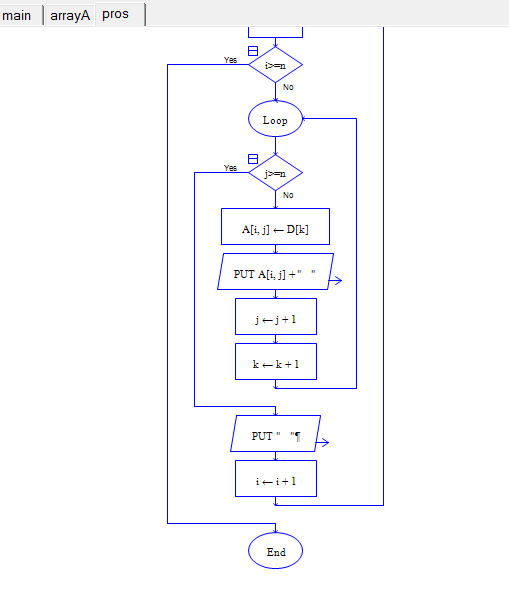 main
arrayA
pros
Yes
i>=n
No
Loop
Yes
j>=n
No
A[i, j] ← D[k]
PUT A[i, j] +"   "
j ← j + 1
k ← k + 1
PUT "   "¶
i ← i + 1
End